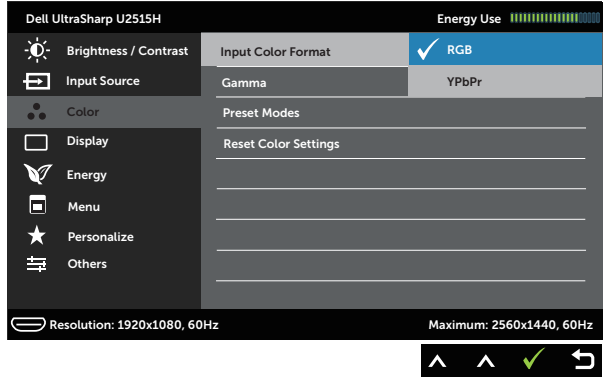 Dell UltraSharp U2515H Energy Use
Brightness / Contrast Input Color Format RGB
Input Source Gamma YPbPr
Color Preset Modes
Display Reset Color Settings
Energy
Menu
Personalize
Others
Resolution: 1920x1080, 60Hz Maximum: 2560x1440, 60Hz